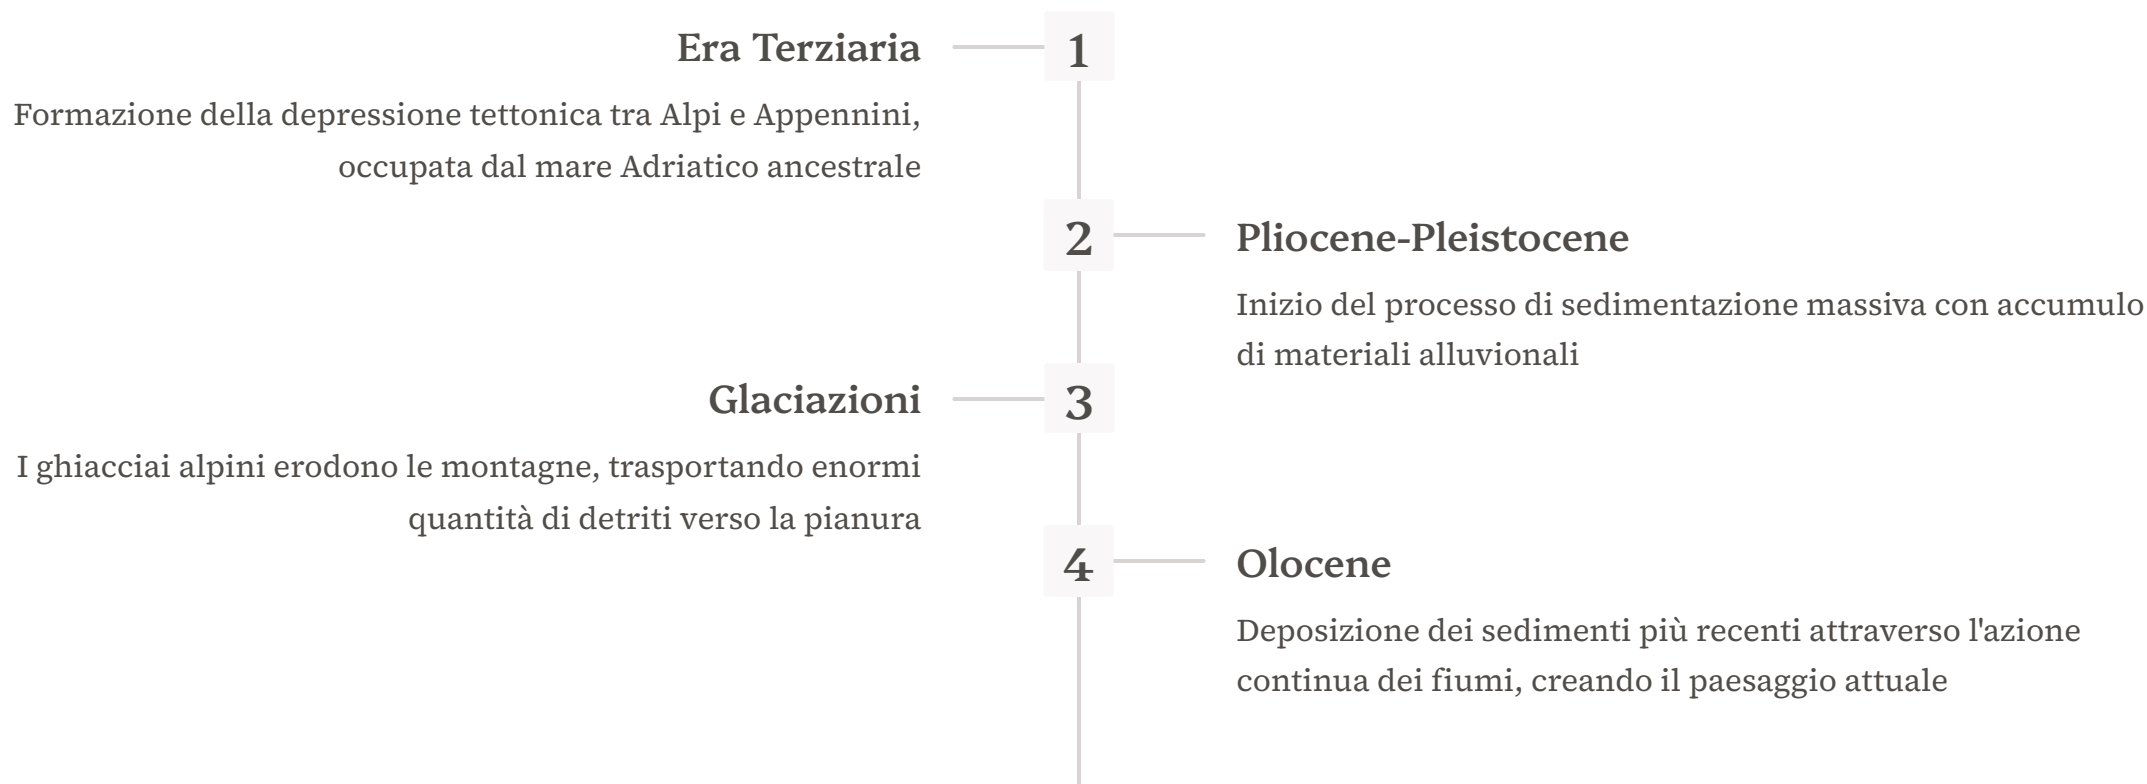 Era Terziaria
1
Formazione della depressione tettonica tra Alpi e Appennini,
occupata dal mare Adriatico ancestrale
2
Pliocene-Pleistocene
Inizio del processo di sedimentazione massiva con accumulo
di materiali alluvionali
Glaciazioni
3
I ghiacciai alpini erodono le montagne, trasportando enormi
quantità di detriti verso la pianura
4
Olocene
Deposizione dei sedimenti più recenti attraverso l'azione
continua dei fiumi, creando il paesaggio attuale